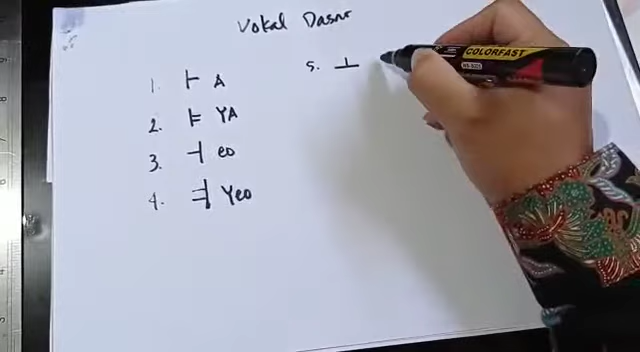 Vokal Dasar
1. ㅏ A
2. ㅑ YA
3. ㅓ eo
4. ㅕ Yeo
5. ㅗ
COLORFAST